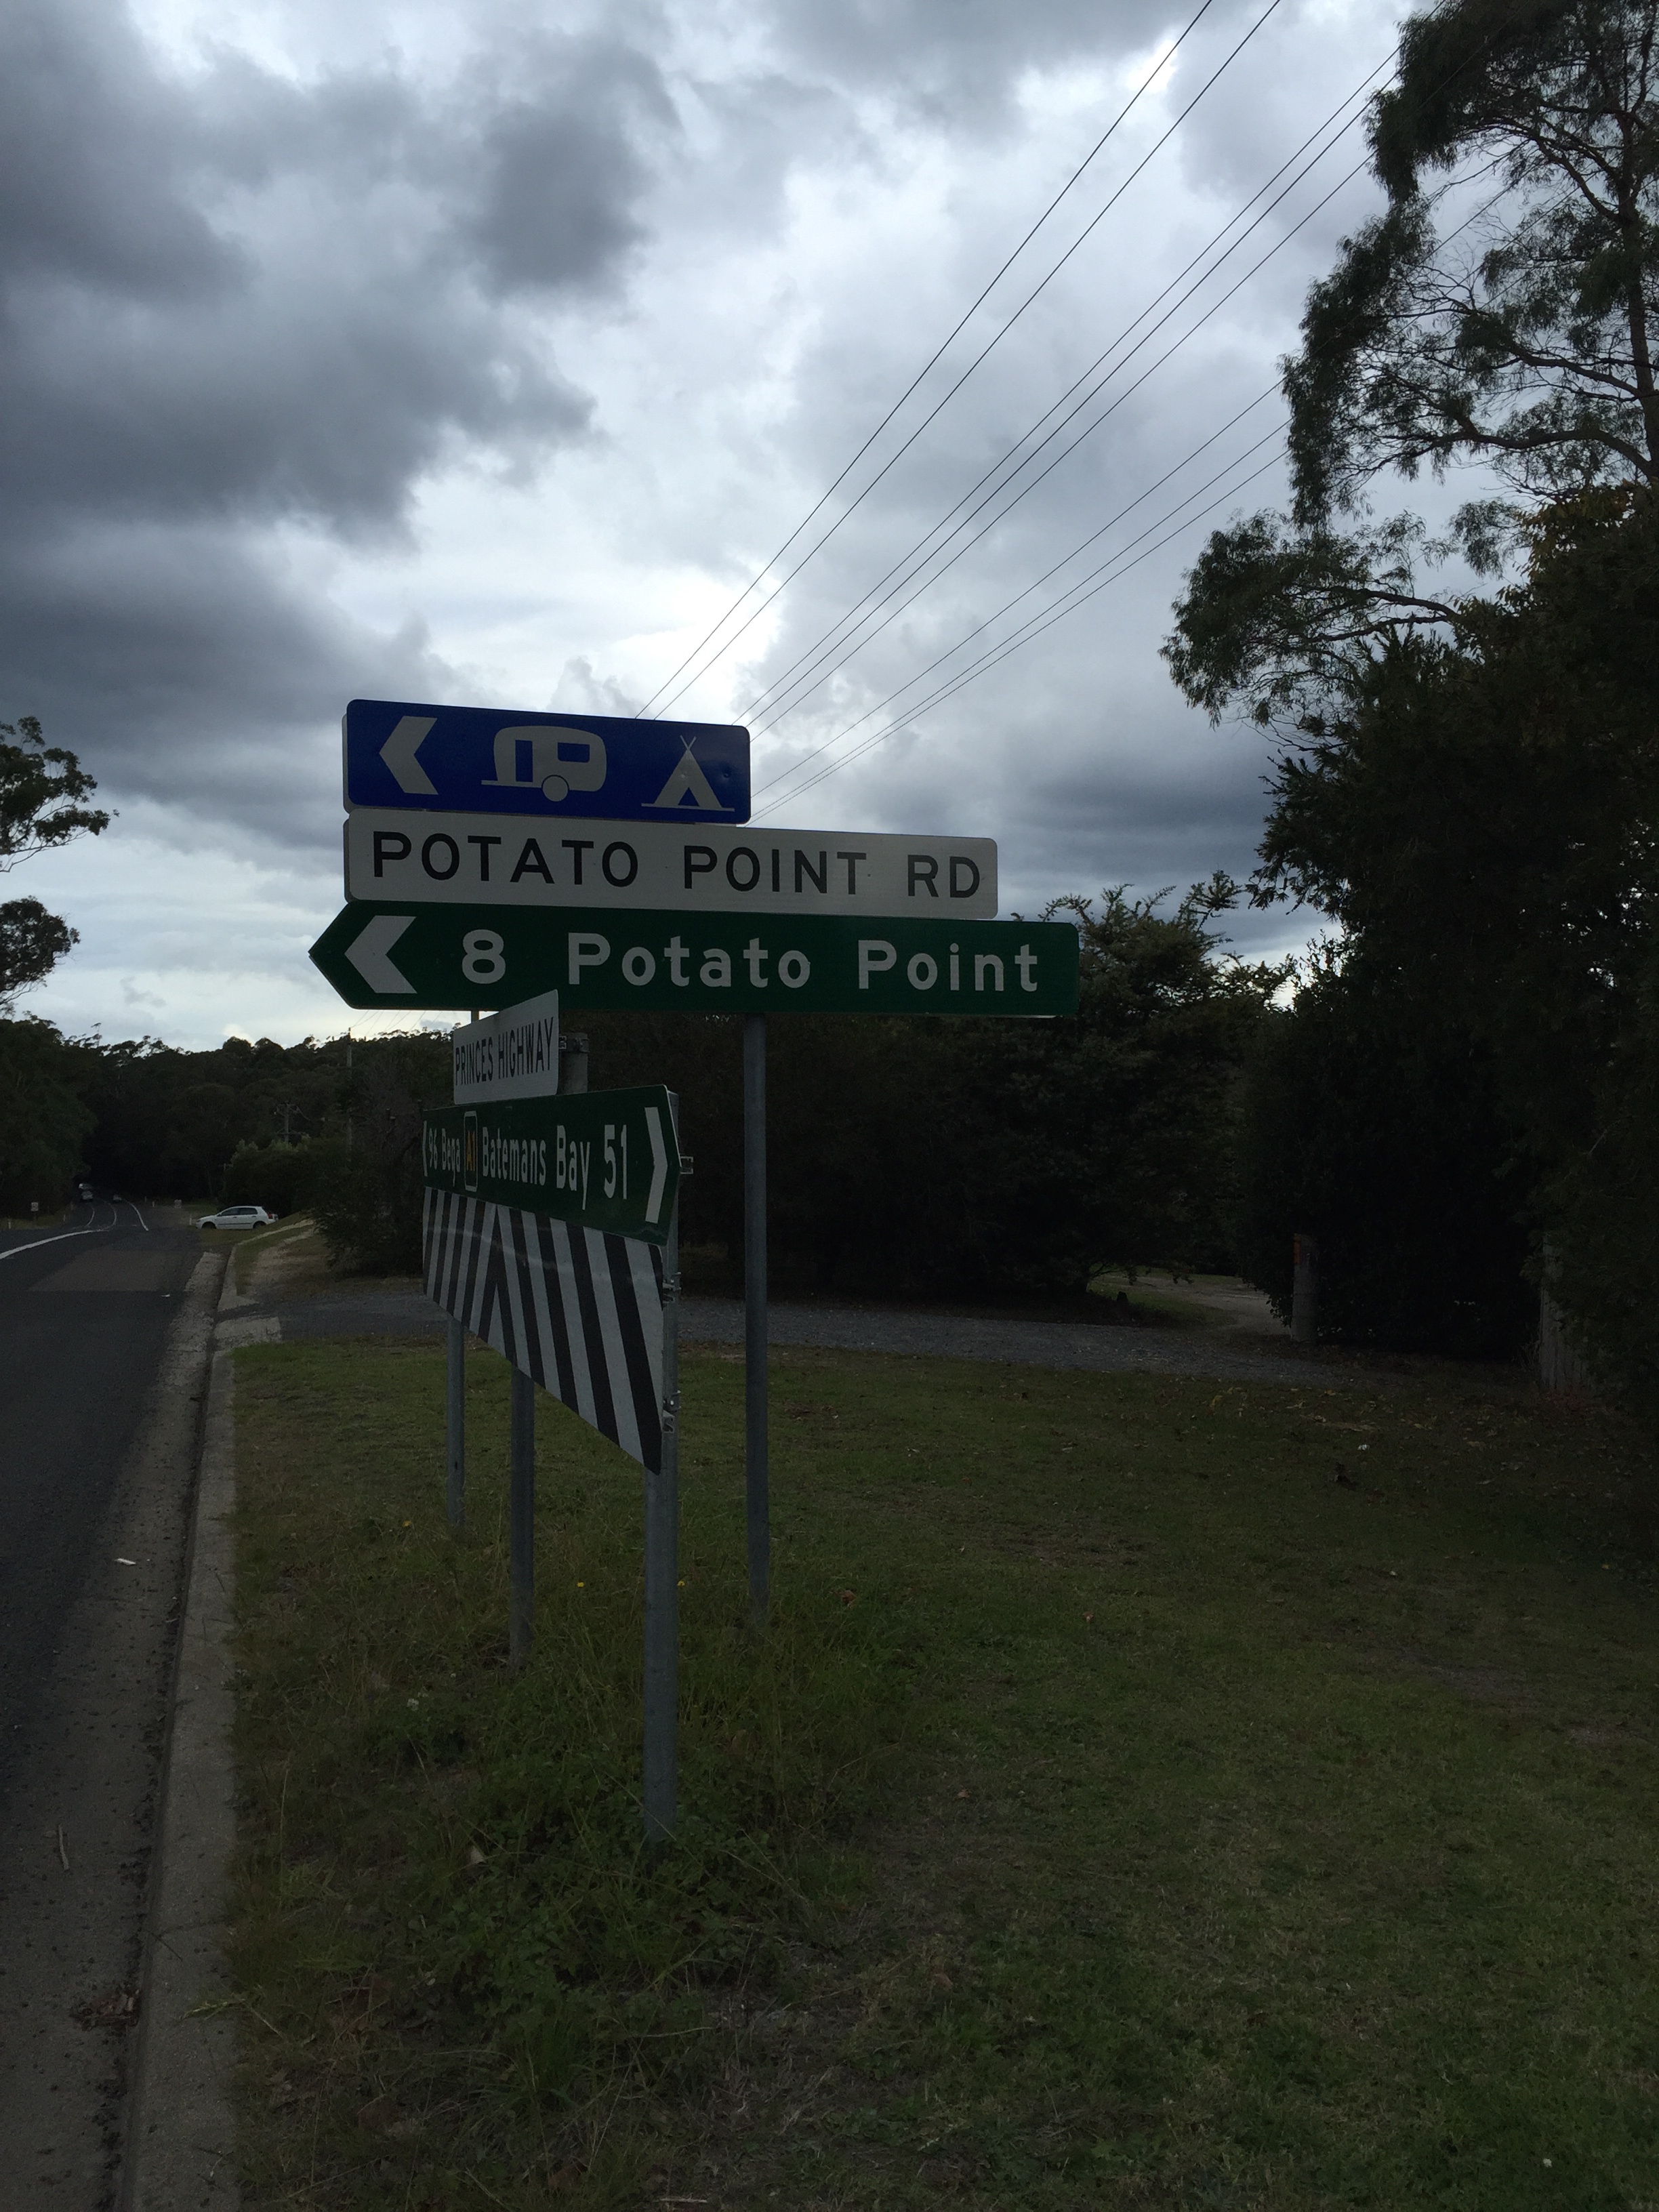 POTATO POINT RD
8 Potato Point
PRINCES HIGHWAY
96 Bega A1 Batemans Bay 51